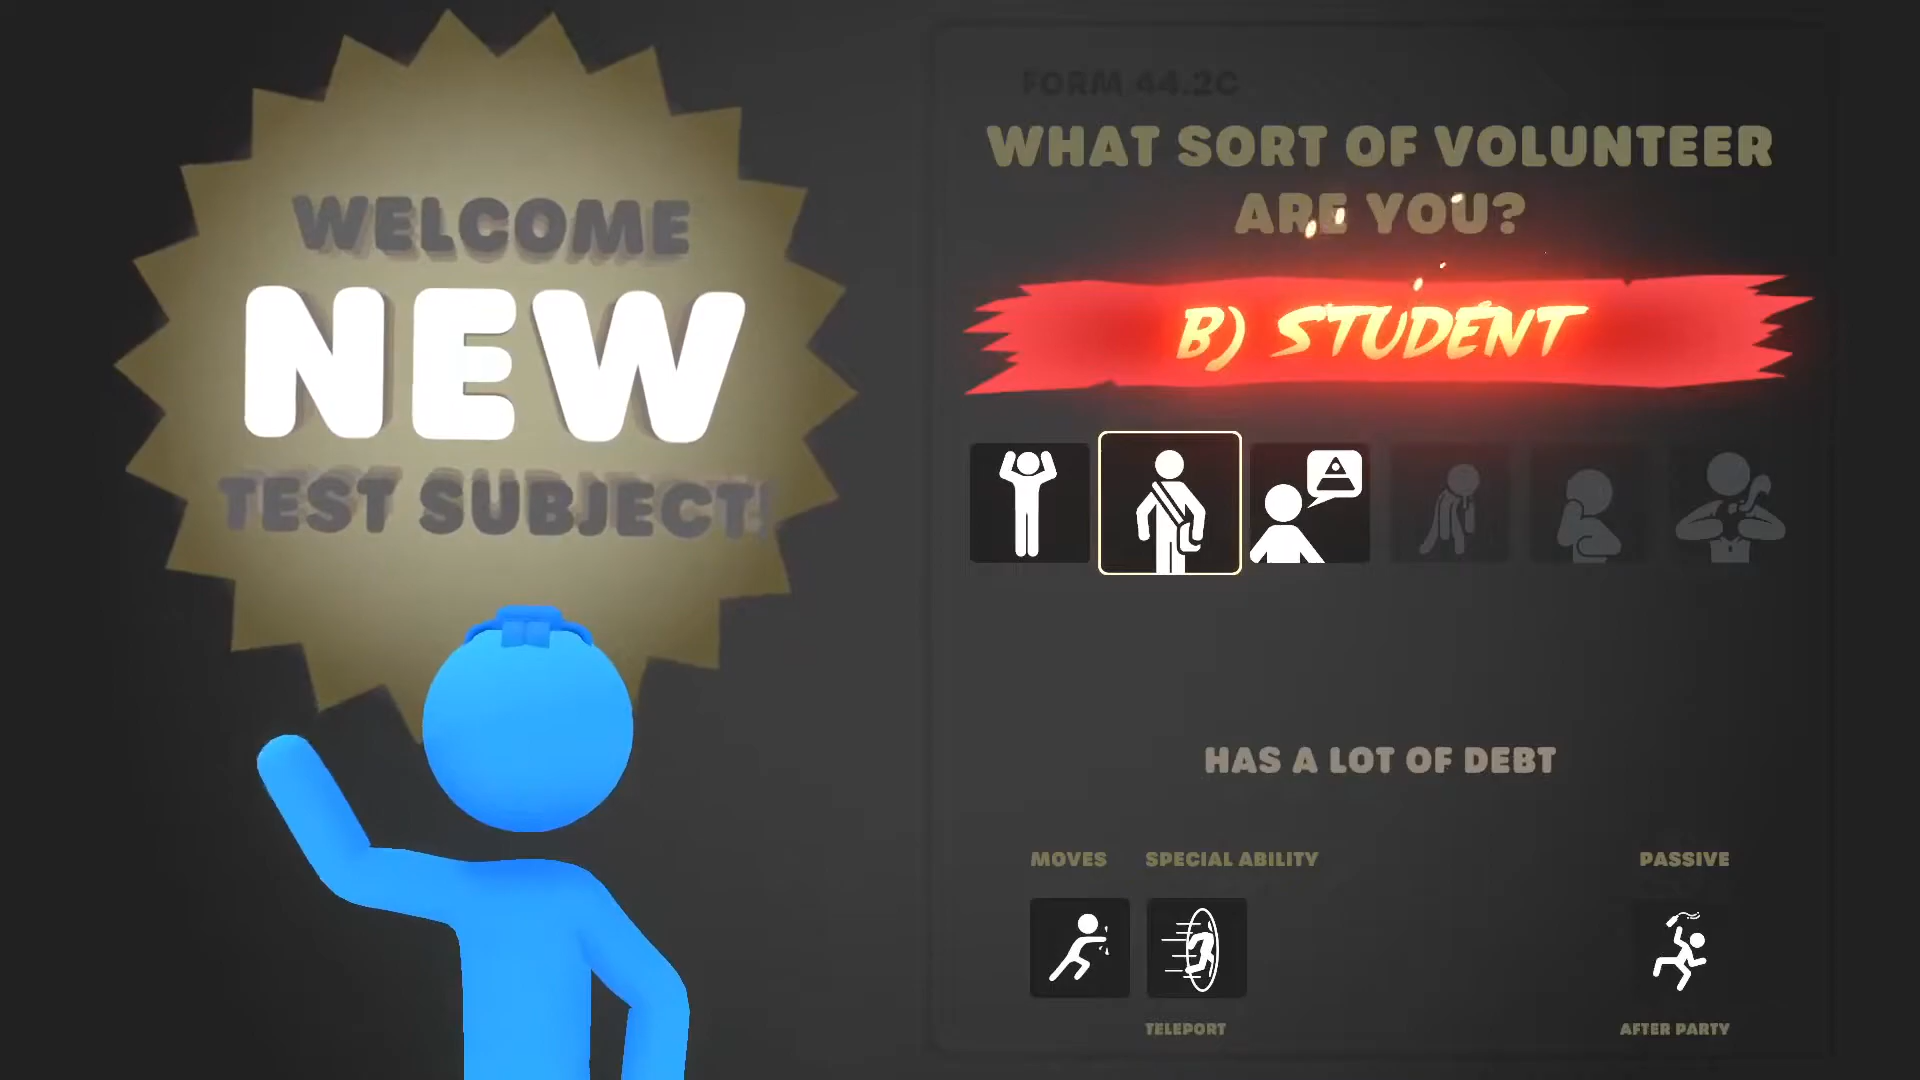 WELCOME
NEW
TEST SUBJECT!
FORM 44.2C
WHAT SORT OF VOLUNTEER
ARE YOU?
B) STUDENT
HAS A LOT OF DEBT
MOVES
SPECIAL ABILITY
PASSIVE
TELEPORT
AFTER PARTY